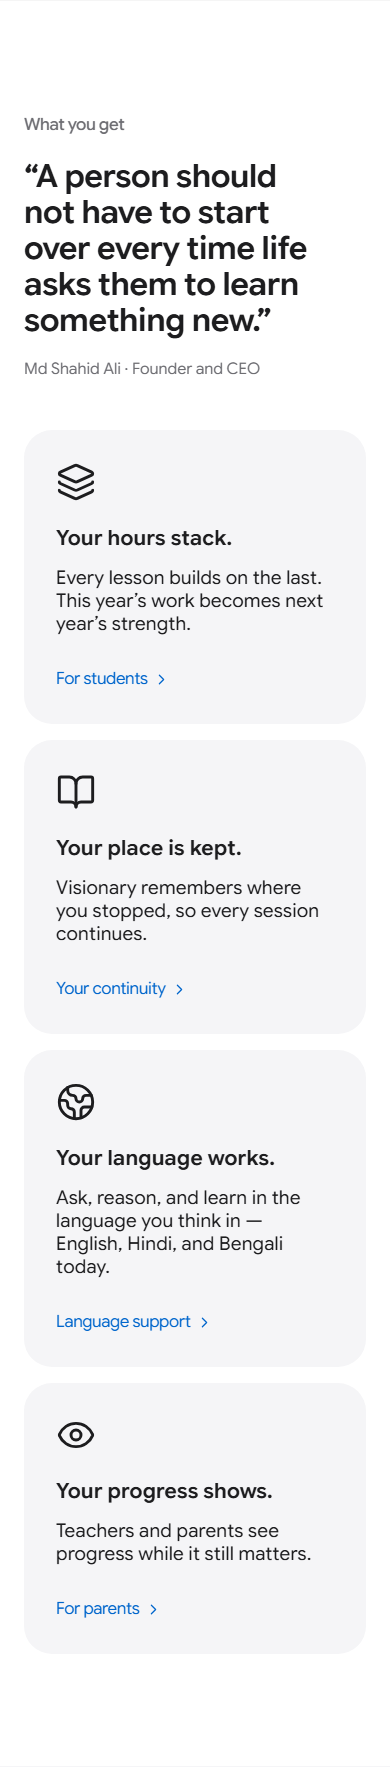 What you get
“A person should
not have to start
over every time life
asks them to learn
something new.”
Md Shahid Ali · Founder and CEO
Your hours stack.
Every lesson builds on the last.
This year’s work becomes next
year’s strength.
For students
Your place is kept.
Visionary remembers where
you stopped, so every session
continues.
Your continuity
Your language works.
Ask, reason, and learn in the
language you think in —
English, Hindi, and Bengali
today.
Language support
Your progress shows.
Teachers and parents see
progress while it still matters.
For parents